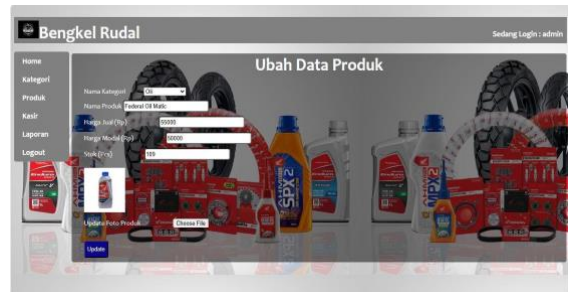 Bengkel Rudal
Sedang Login : admin
Home
Kategori
Produk
Kasir
Laporan
Logout
Ubah Data Produk
Nama Kategori Oli
Nama Produk Federal Oil Matic
Harga Jual (Rp) 55000
Harga Modal (Rp) 50000
Stok (Pcs)
Update Foto Produk Choose File
Update
SPX2
MPX2